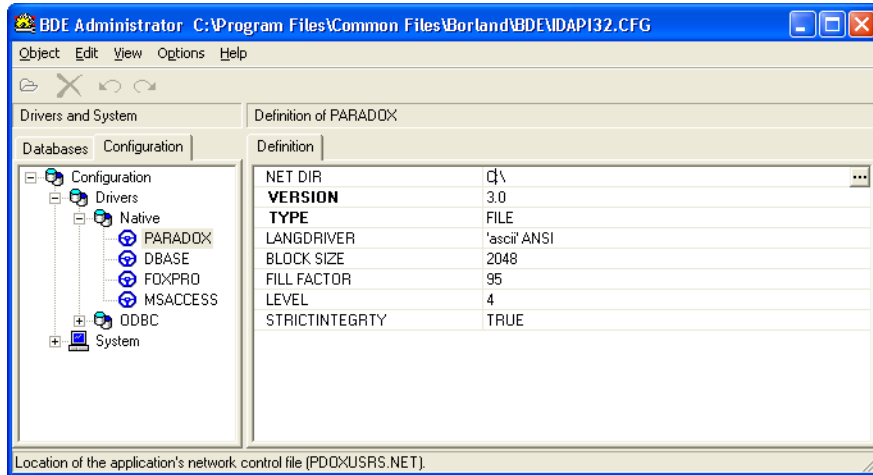 BDE Administrator C:\Program Files\Common Files\Borland\BDE\IDAPI32.CFG
Object Edit View Options Help
Drivers and System
Definition of PARADOX
Databases Configuration
Definition
Configuration
Drivers
Native
PARADOX
DBASE
FOXPRO
MSACCESS
ODBC
System
NET DIR C:\
VERSION 3.0
TYPE FILE
LANGDRIVER 'ascii' ANSI
BLOCK SIZE 2048
FILL FACTOR 95
LEVEL 4
STRICTINTEGRTY TRUE
Location of the application's network control file (PDOXUSRS.NET).